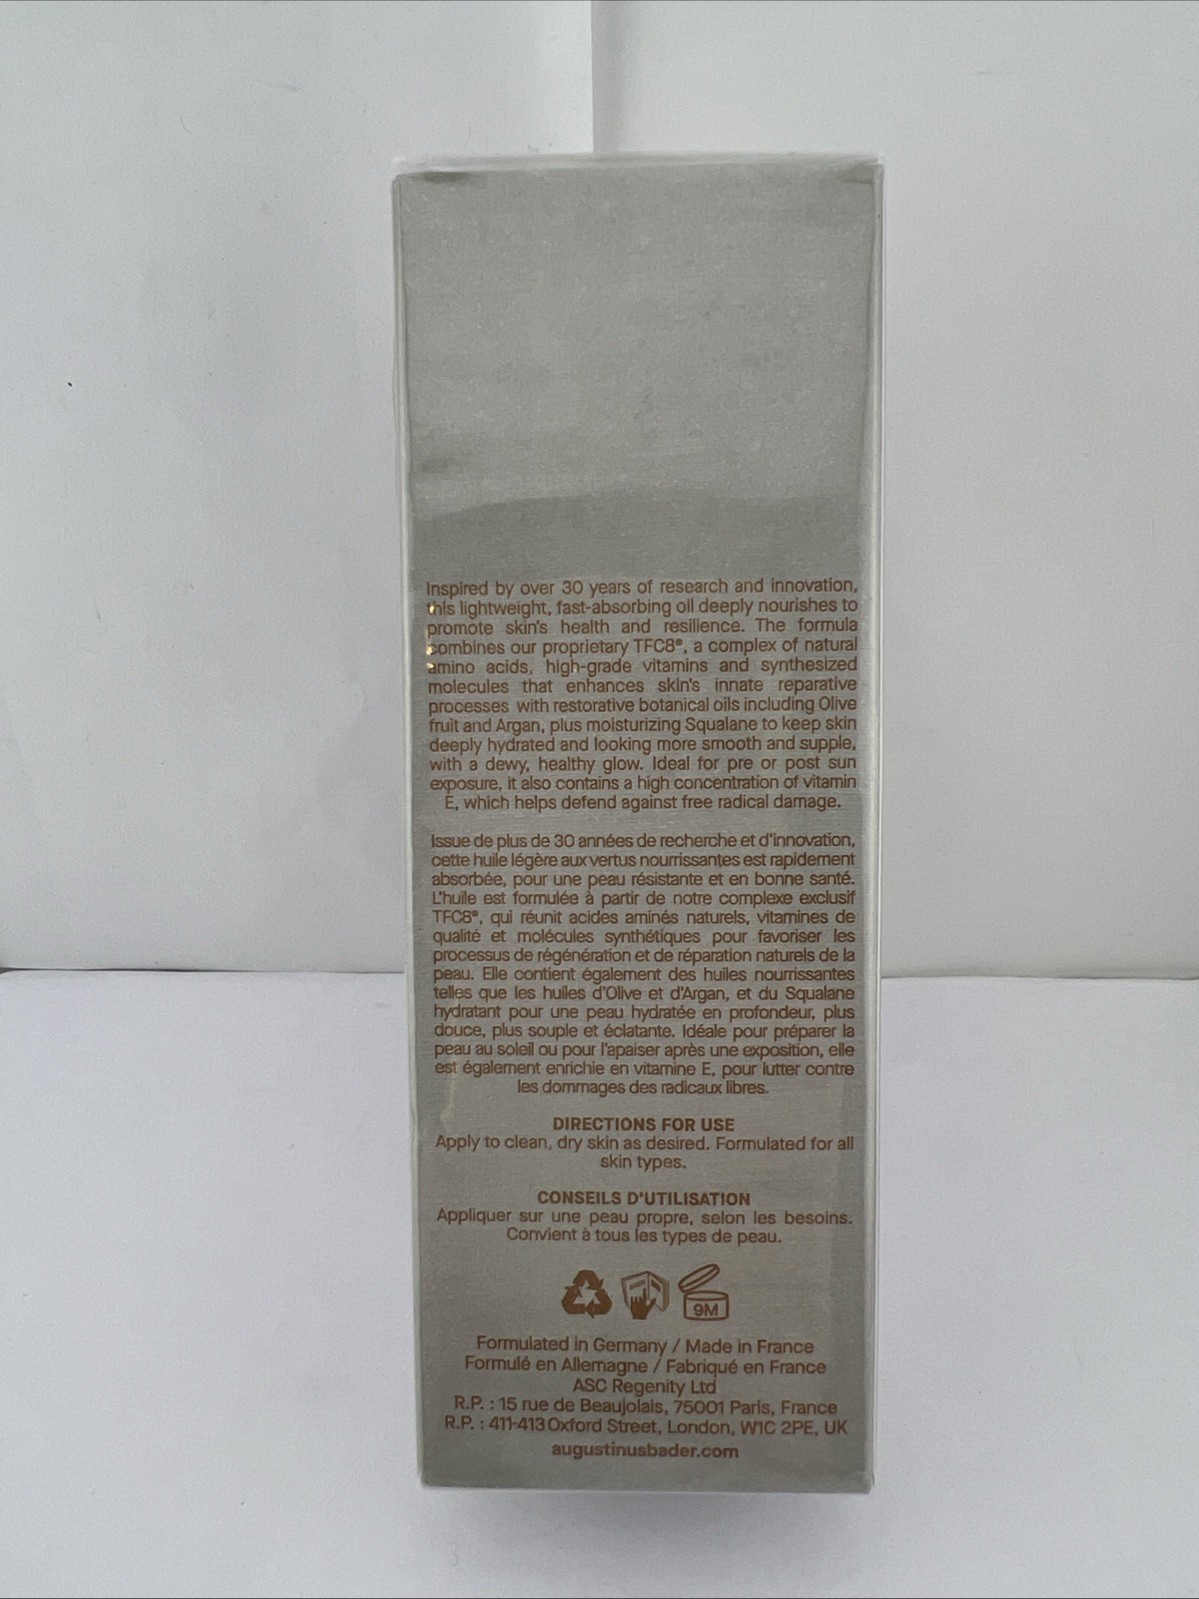 Inspired by over 30 years of research and innovation,
this lightweight, fast-absorbing oil deeply nourishes to
promote skin's health and resilience. The formula
combines our proprietary TFC8®, a complex of natural
amino acids, high-grade vitamins and synthesized
molecules that enhances skin's innate reparative
processes with restorative botanical oils including Olive
fruit and Argan, plus moisturizing Squalane to keep skin
deeply hydrated and looking more smooth and supple,
with a dewy, healthy glow. Ideal for pre or post sun
exposure, it also contains a high concentration of vitamin
E, which helps defend against free radical damage.
Issue de plus de 30 années de recherche et d'innovation,
cette huile légère aux vertus nourrissantes est rapidement
absorbée, pour une peau résistante et en bonne santé.
L'huile est formulée à partir de notre complexe exclusif
TFC8®, qui réunit acides aminés naturels, vitamines de
qualité et molécules synthétiques pour favoriser les
processus de régénération et de réparation naturels de la
peau. Elle contient également des huiles nourrissantes
telles que les huiles d'Olive et d'Argan, et du Squalane
hydratant pour une peau hydratée en profondeur, plus
douce, plus souple et éclatante. Idéale pour préparer la
peau au soleil ou pour l'apaiser après une exposition, elle
est également enrichie en vitamine E, pour lutter contre
les dommages des radicaux libres.
DIRECTIONS FOR USE
Apply to clean, dry skin as desired. Formulated for all
skin types.
CONSEILS D'UTILISATION
Appliquer sur une peau propre, selon les besoins.
Convient à tous les types de peau.
9M
Formulated in Germany / Made in France
Formulé en Allemagne / Fabriqué en France
ASC Regenity Ltd
R.P. : 15 rue de Beaujolais, 75001 Paris, France
R.P. : 411-413 Oxford Street, London, W1C 2PE, UK
augustinusbader.com